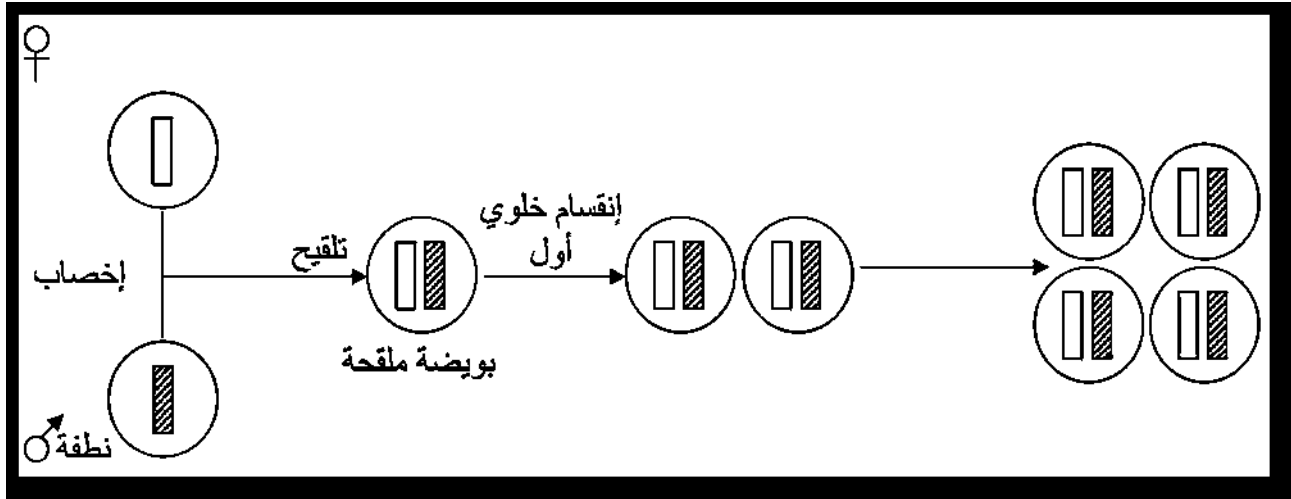 إخصاب
تلقيح
إنقسام خلوي
أول
بويضة ملقحة
نطفة